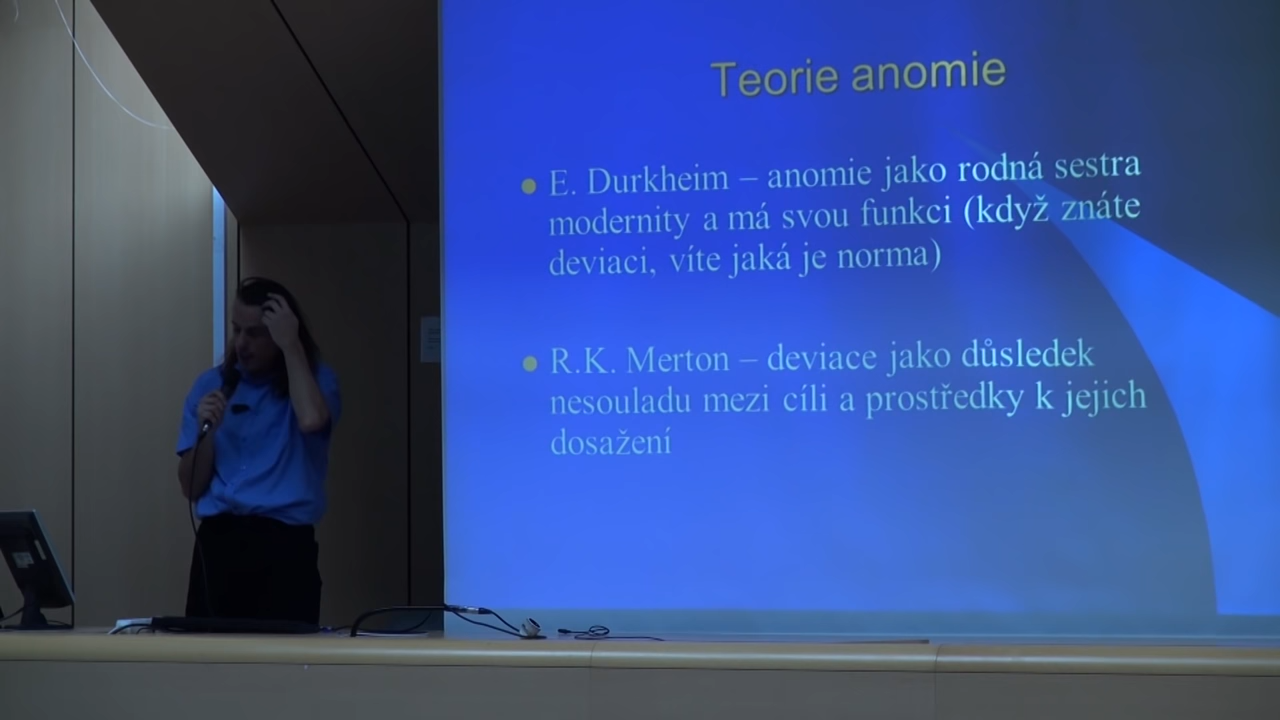 Teorie anomie
E. Durkheim – anomie jako rodná sestra
modernity a má svou funkci (když znáte
deviaci, víte jaká je norma)
R.K. Merton – deviace jako důsledek
nesouladu mezi cíli a prostředky k jejich
dosažení